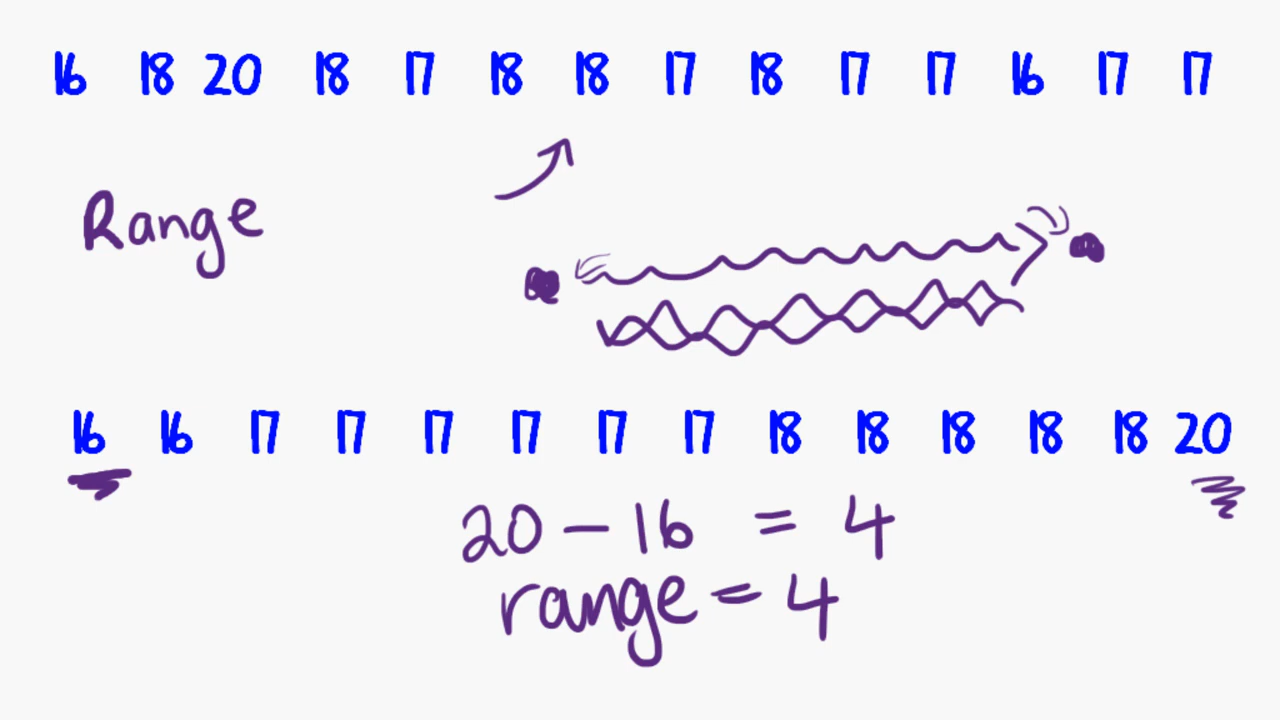 16 18 20 18 17 18 18 17 18 17 17 16 17 17
Range
16 16 17 17 17 17 17 17 18 18 18 18 18 20
20 - 16 = 4
range = 4